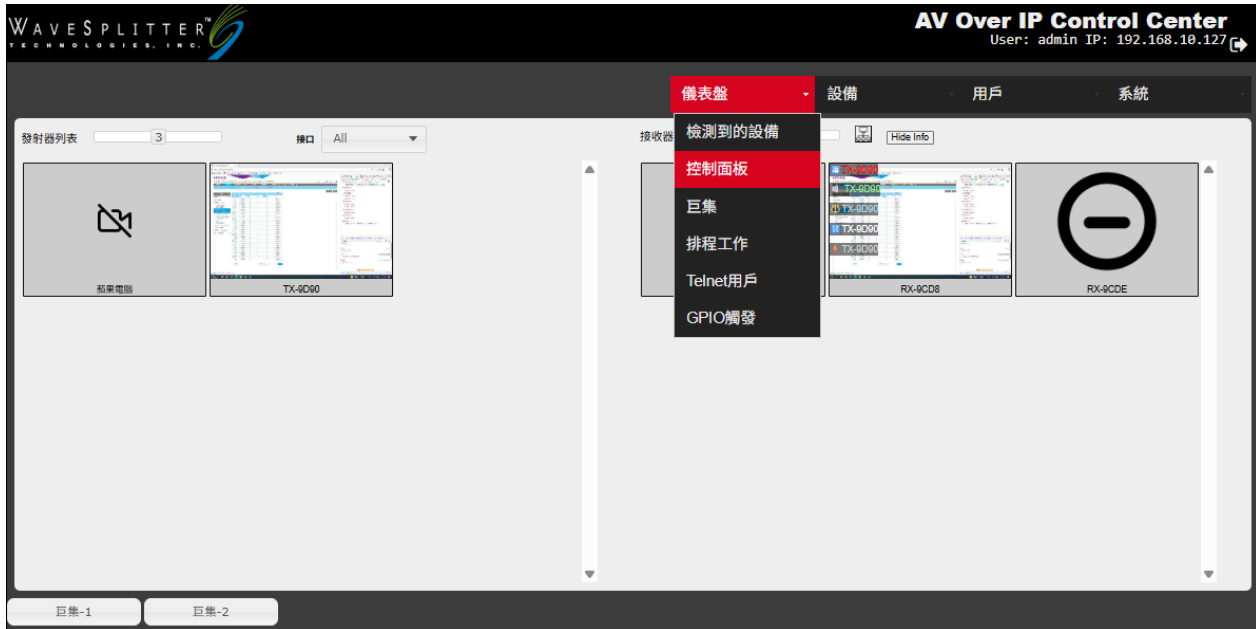 WAVESPLITTER™
TECHNOLOGIES, INC.
AV Over IP Control Center
User: admin IP: 192.168.10.127
儀表盤 設備 用戶 系統
發射器列表 3 接口 All
接收器 Hide Info
檢測到的設備
控制面板
巨集
排程工作
Telnet用戶
GPIO觸發
TX-9D90
TX-9D90
TX-9D90
TX-9D90
TX-9D90
蘋果電腦 TX-9D90 RX-9CD8 RX-9CDE
巨集-1 巨集-2